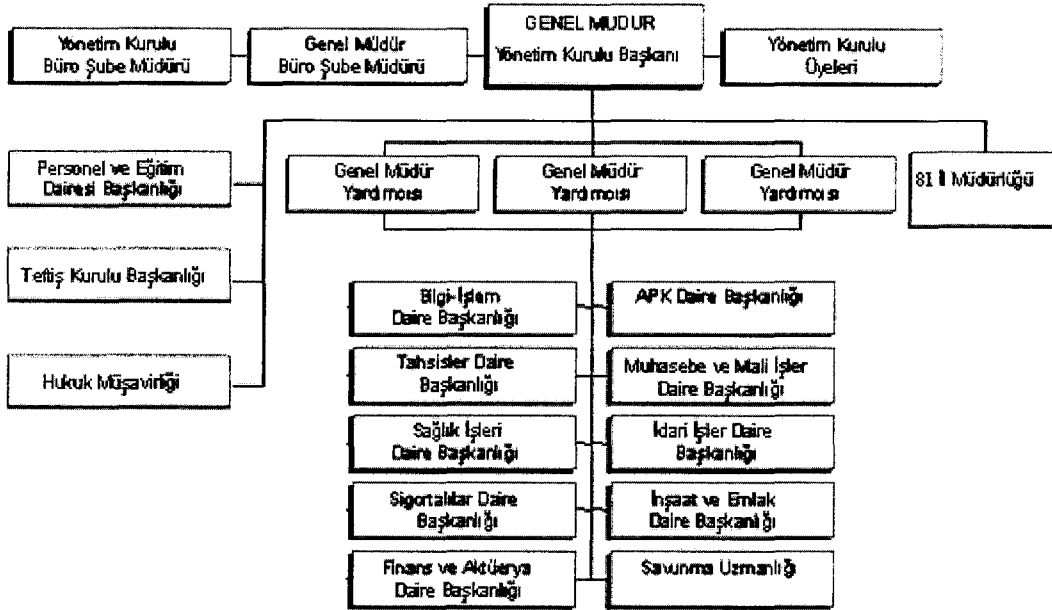 Yönetim Kurulu
Büro Şube Müdürü
Genel Müdür
Büro Şube Müdürü
GENEL MÜDÜR
Yönetim Kurulu Başkanı
Yönetim Kurulu
Üyeleri
Personel ve Eğitim
Dairesi Başkanlığı
Genel Müdür
Yardımcısı
Genel Müdür
Yardımcısı
Genel Müdür
Yardımcısı
81 İl Müdürlüğü
Teftiş Kurulu Başkanlığı
Hukuk Müşavirliği
Bilgi-İşlem
Daire Başkanlığı
APK Daire Başkanlığı
Tahsisler Daire
Başkanlığı
Muhasebe ve Mali İşler
Daire Başkanlığı
Sağlık İşleri
Daire Başkanlığı
İdari İşler Daire
Başkanlığı
Sigortalılar Daire
Başkanlığı
İnşaat ve Emlak
Daire Başkanlığı
Finans ve Aktüerya
Daire Başkanlığı
Savunma Uzmanlığı